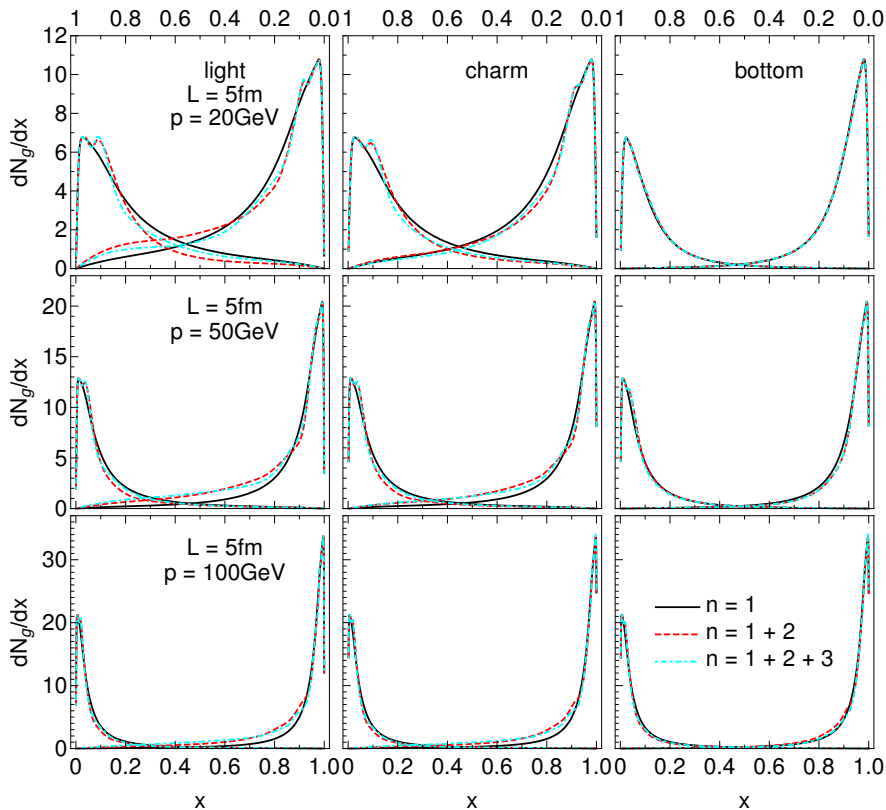 1 0.8 0.6 0.4 0.2 0 0.8 0.6 0.4 0.2 0 0.8 0.6 0.4 0.2 0.01
12
10
8
6
4
2
0
dN_g/dx
light
L = 5fm
p = 20GeV
charm
bottom
20
15
10
5
0
dN_g/dx
L = 5fm
p = 50GeV
30
20
10
0
dN_g/dx
L = 5fm
p = 100GeV
n = 1
n = 1 + 2
n = 1 + 2 + 3
0 0.2 0.4 0.6 0.8 1.0 0.2 0.4 0.6 0.8 1.0 0.2 0.4 0.6 0.8 1.0
x x x